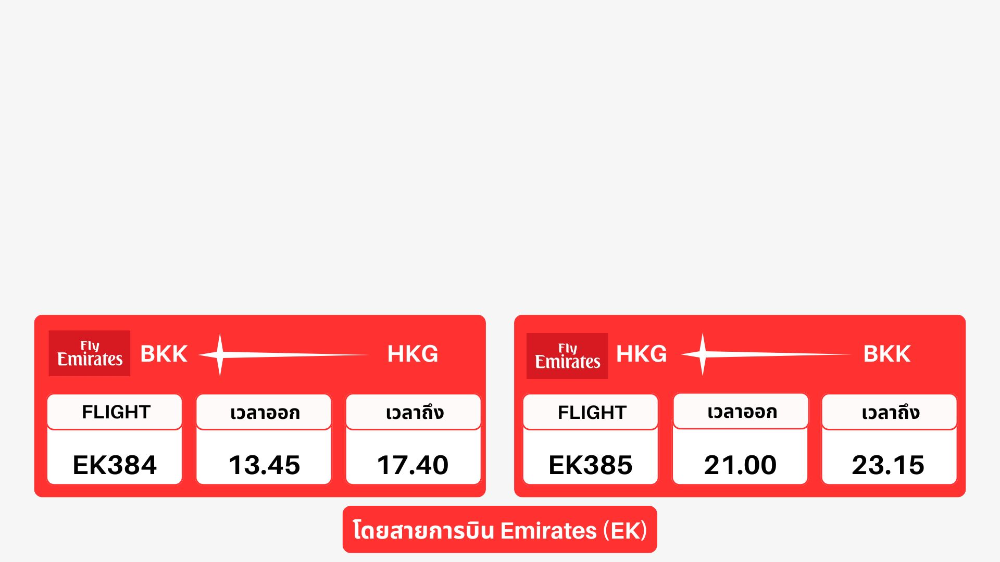 Fly
Emirates
BKK
HKG
FLIGHT
เวลาออก
เวลาถึง
EK384
13.45
17.40
Fly
Emirates
HKG
BKK
FLIGHT
เวลาออก
เวลาถึง
EK385
21.00
23.15
โดยสายการบิน Emirates (EK)